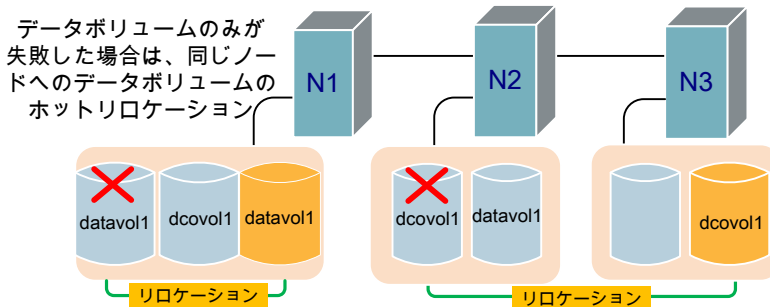 データボリュームのみが
失敗した場合は、同じノー
ドへのデータボリュームの
ホットリロケーション
N1
N2
N3
datavol1
dcovol1
datavol1
dcovol1
datavol1
dcovol1
リロケーション
リロケーション